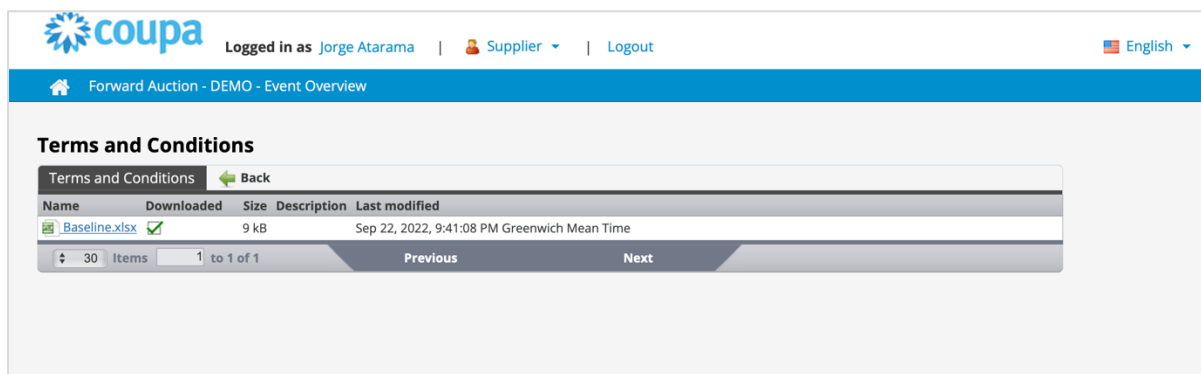 coupa Logged in as Jorge Atarama | Supplier | Logout English
Forward Auction - DEMO - Event Overview
Terms and Conditions
Terms and Conditions Back
Name Downloaded Size Description Last modified
Baseline.xlsx 9 kB Sep 22, 2022, 9:41:08 PM Greenwich Mean Time
30 Items 1 to 1 of 1 Previous Next